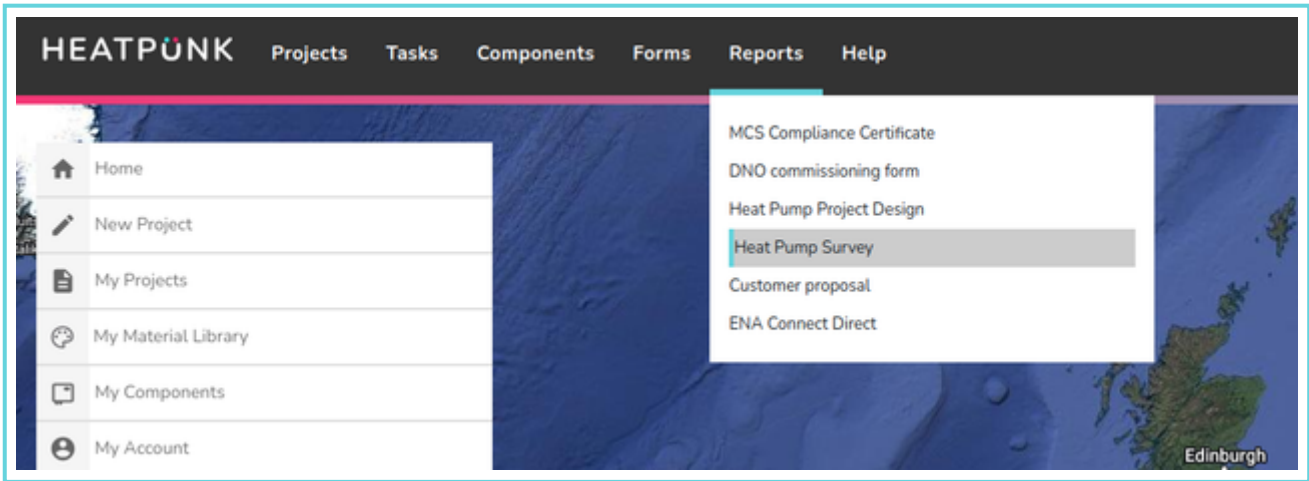 HEATPÜNK Projects Tasks Components Forms Reports Help
MCS Compliance Certificate
DNO commissioning form
Heat Pump Project Design
Heat Pump Survey
Customer proposal
ENA Connect Direct
Home
New Project
My Projects
My Material Library
My Components
My Account
Edinburgh